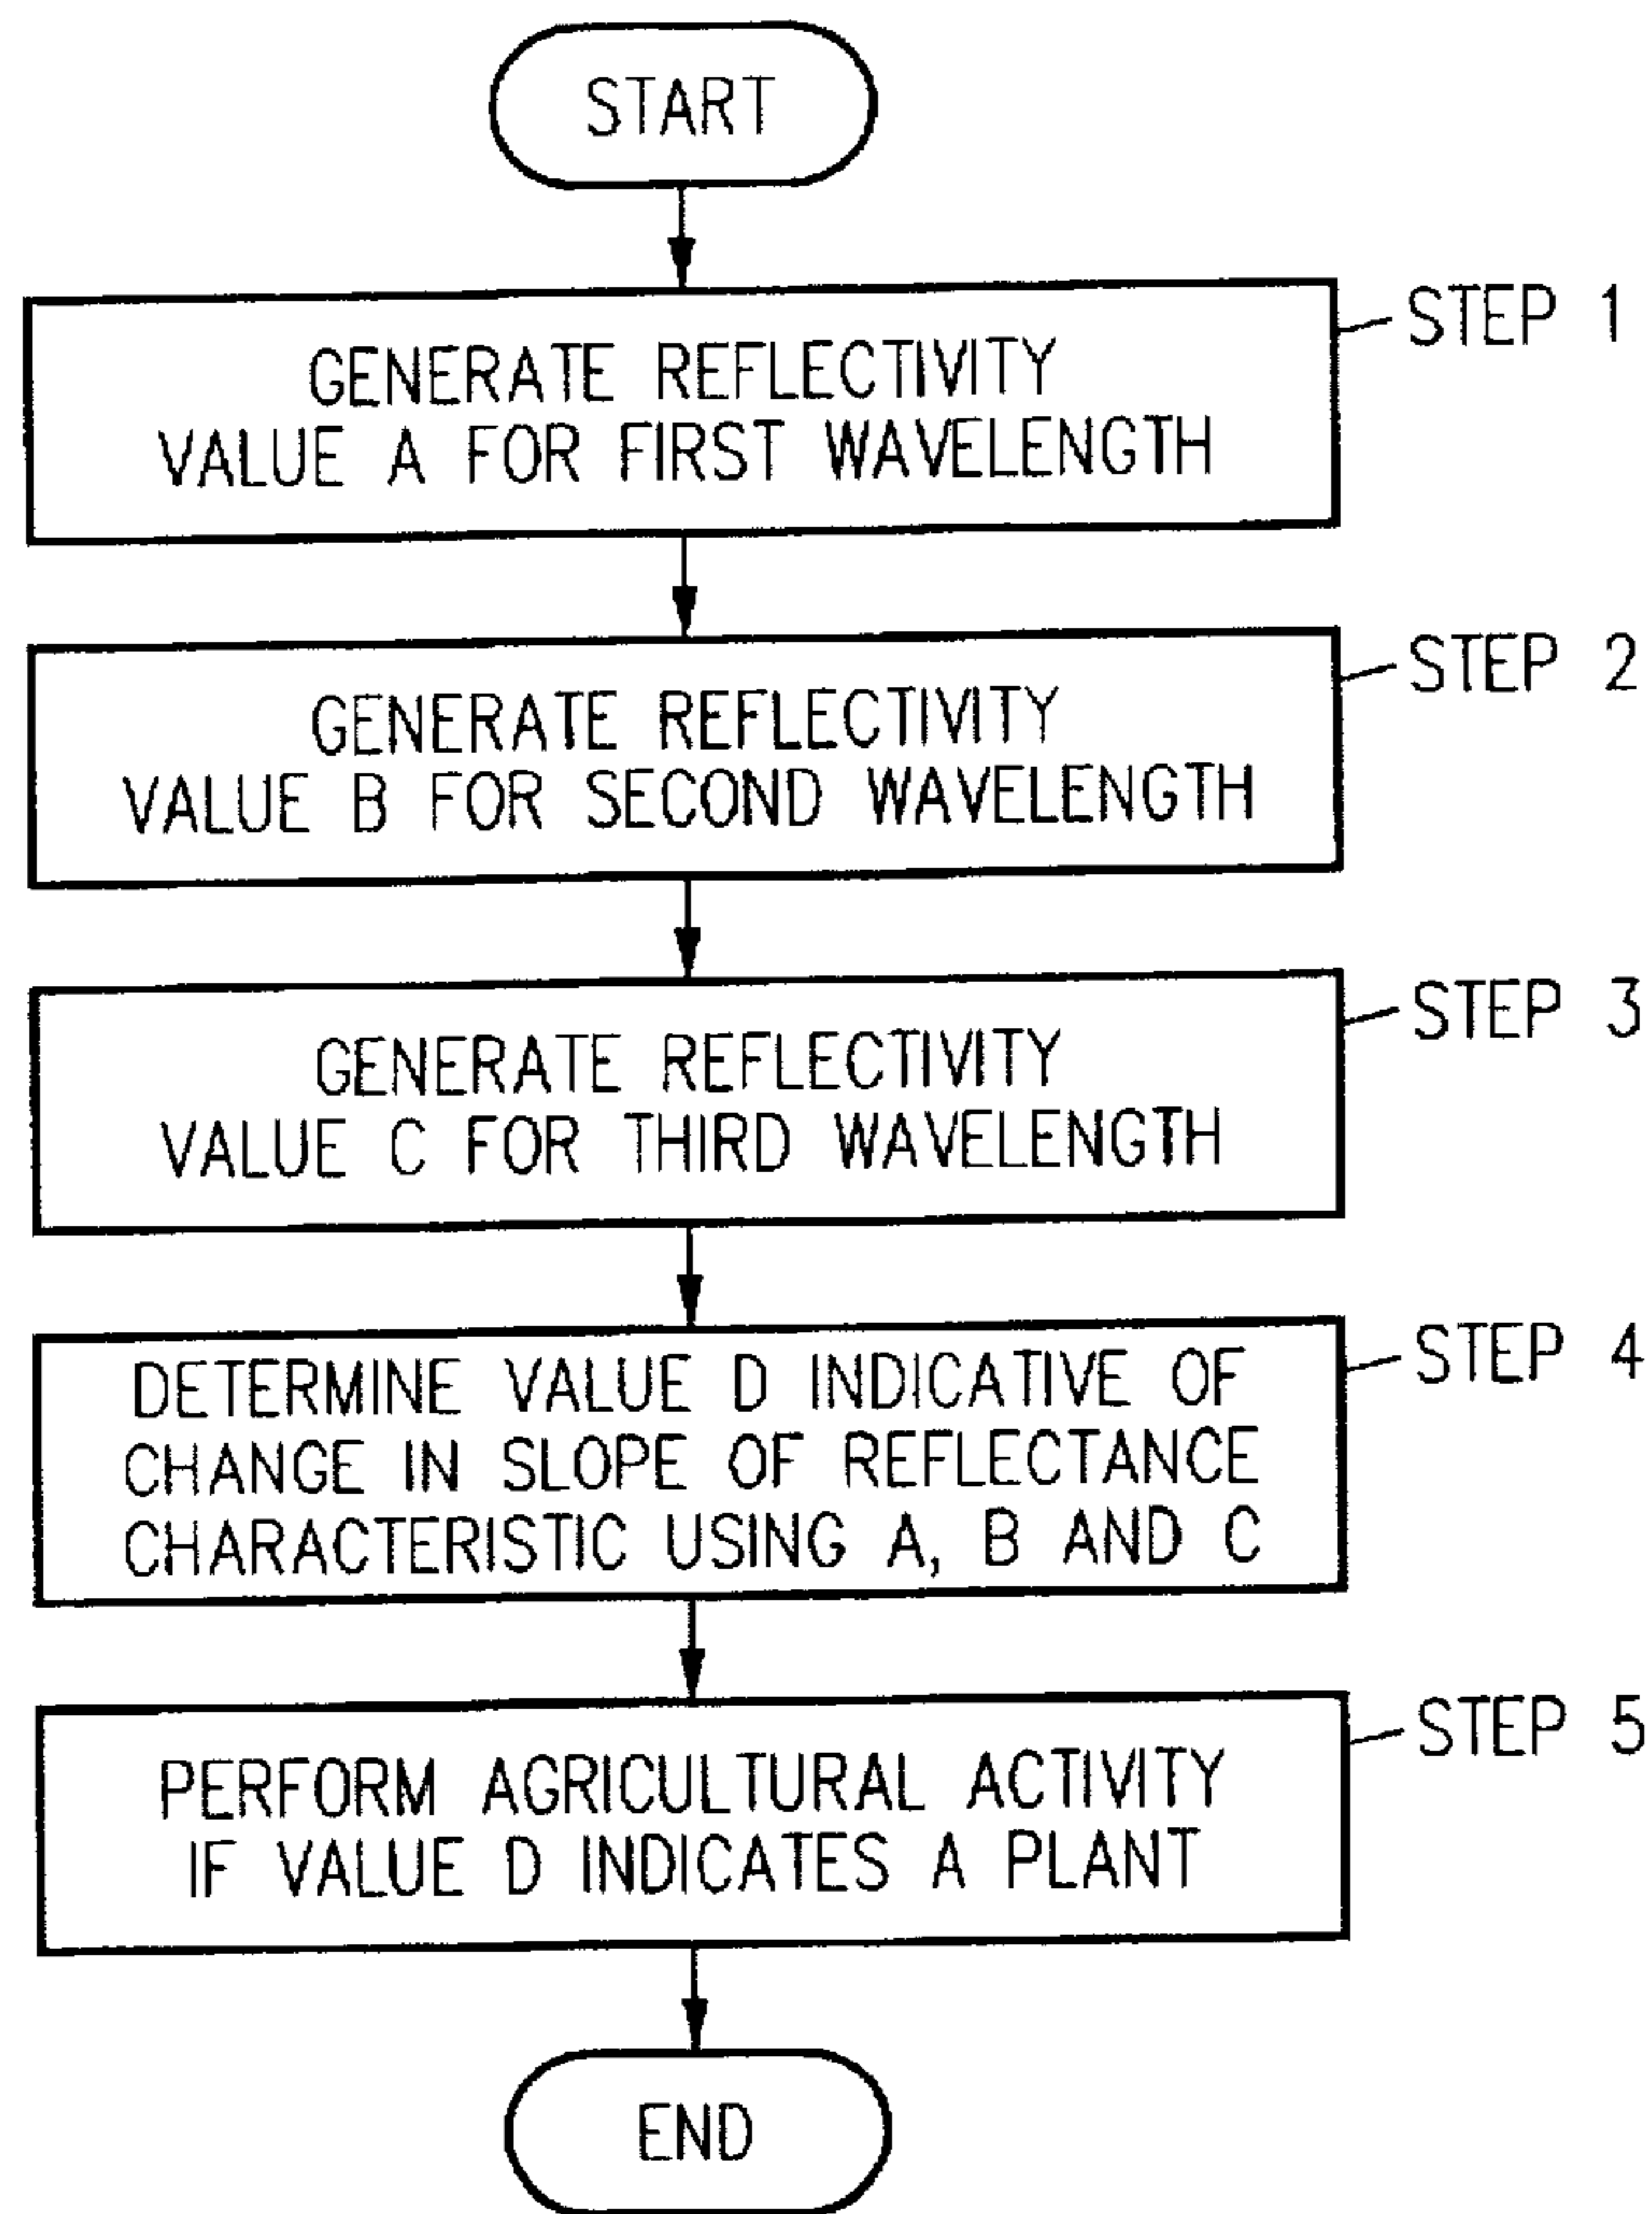 START
STEP 1
GENERATE REFLECTIVITY
VALUE A FOR FIRST WAVELENGTH
STEP 2
GENERATE REFLECTIVITY
VALUE B FOR SECOND WAVELENGTH
STEP 3
GENERATE REFLECTIVITY
VALUE C FOR THIRD WAVELENGTH
STEP 4
DETERMINE VALUE D INDICATIVE OF
CHANGE IN SLOPE OF REFLECTANCE
CHARACTERISTIC USING A, B AND C
STEP 5
PERFORM AGRICULTURAL ACTIVITY
IF VALUE D INDICATES A PLANT
END